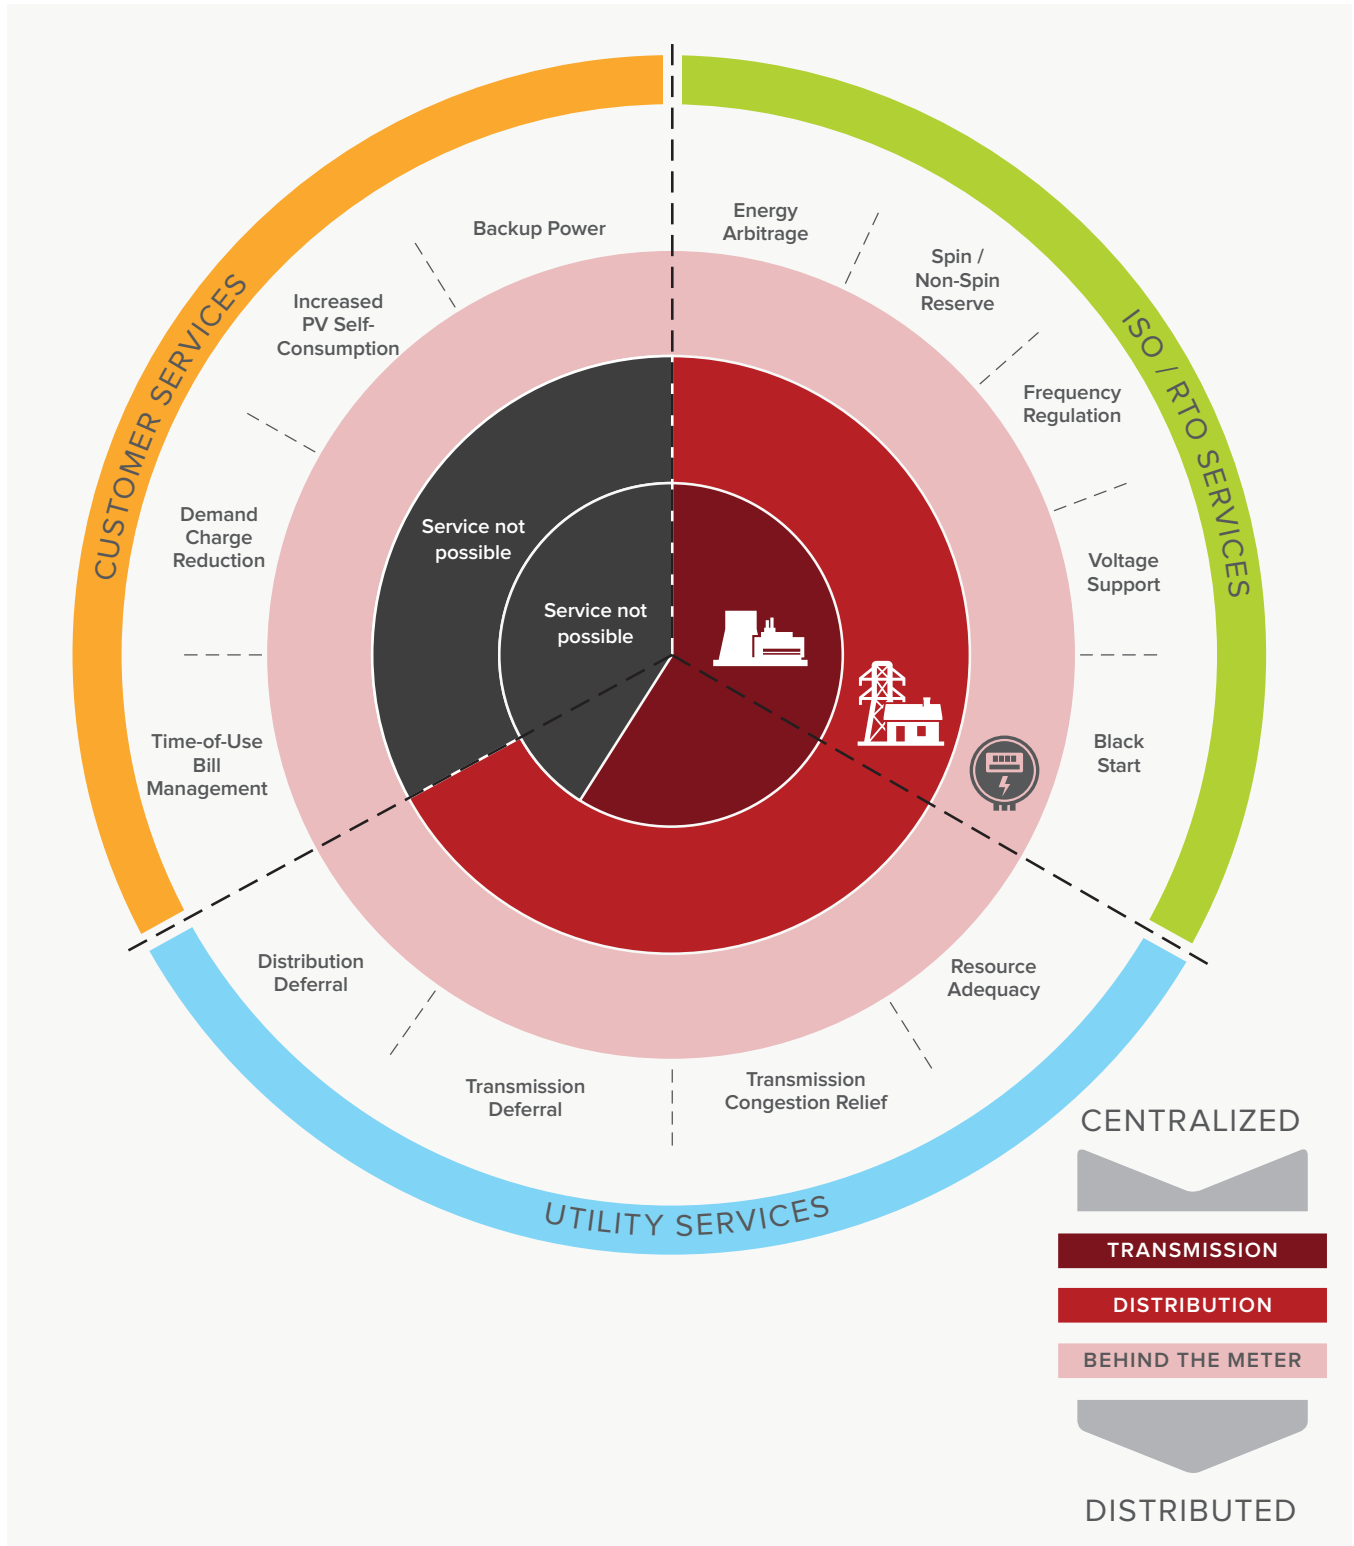 CUSTOMER SERVICES
ISO / RTO SERVICES
UTILITY SERVICES
Backup Power
Increased
PV Self-
Consumption
Demand
Charge
Reduction
Time-of-Use
Bill
Management
Energy
Arbitrage
Spin /
Non-Spin
Reserve
Frequency
Regulation
Voltage
Support
Black
Start
Resource
Adequacy
Transmission
Congestion Relief
Transmission
Deferral
Distribution
Deferral
Service not
possible
Service not
possible
CENTRALIZED
TRANSMISSION
DISTRIBUTION
BEHIND THE METER
DISTRIBUTED